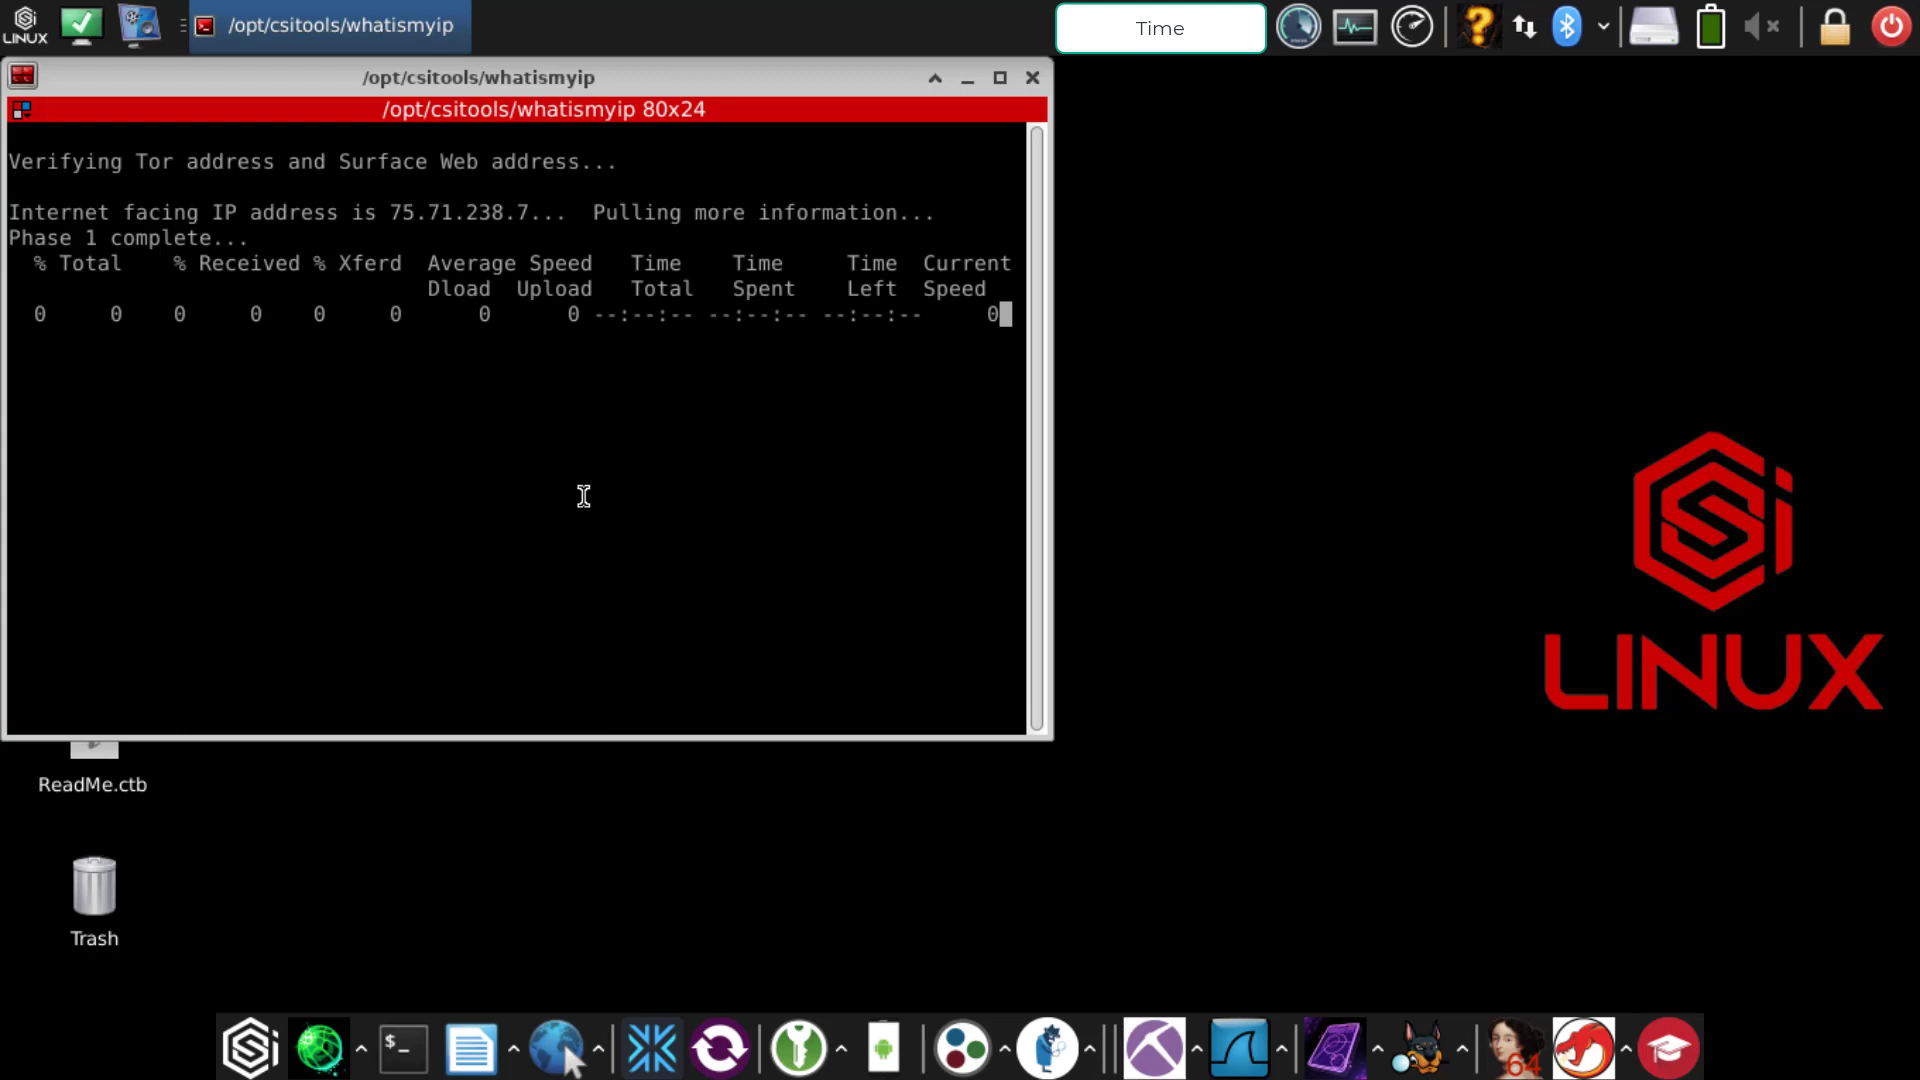 LINUX
/opt/csitools/whatismyip
Time
/opt/csitools/whatismyip
/opt/csitools/whatismyip 80x24
Verifying Tor address and Surface Web address...
Internet facing IP address is 75.71.238.7...  Pulling more information...
Phase 1 complete...
% Total    % Received % Xferd  Average Speed   Time    Time     Time  Current
Dload  Upload   Total   Spent    Left  Speed
0     0    0     0    0     0      0      0 --:--:-- --:--:-- --:--:--     0
LINUX
ReadMe.ctb
Trash
$_
64